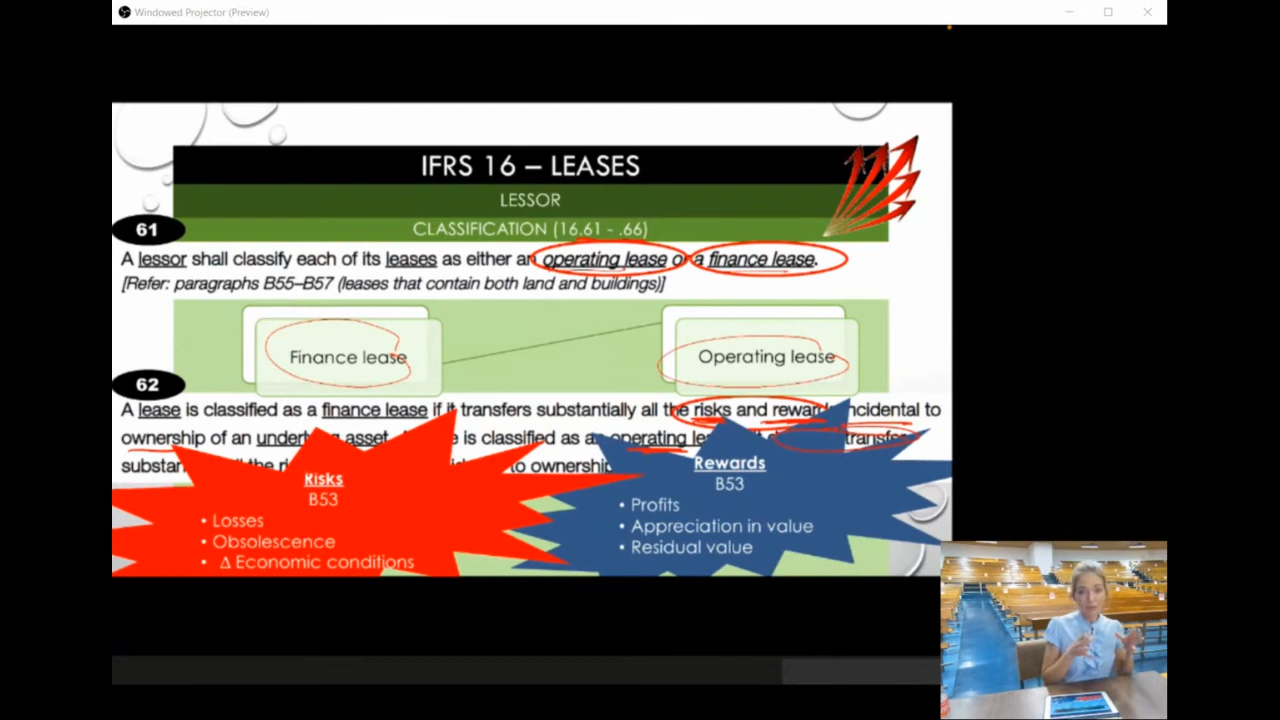 Windowed Projector (Preview)
IFRS 16 – LEASES
LESSOR
CLASSIFICATION (16.61 - .66)
61
A lessor shall classify each of its leases as either an operating lease or a finance lease.
[Refer: paragraphs B55–B57 (leases that contain both land and buildings)]
Finance lease
Operating lease
62
A lease is classified as a finance lease if it transfers substantially all the risks and rewards incidental to
ownership of an underlying asset. is classified as an operating lease transfer
to ownership
Risks
B53
• Losses
• Obsolescence
• Δ Economic conditions
Rewards
B53
• Profits
• Appreciation in value
• Residual value